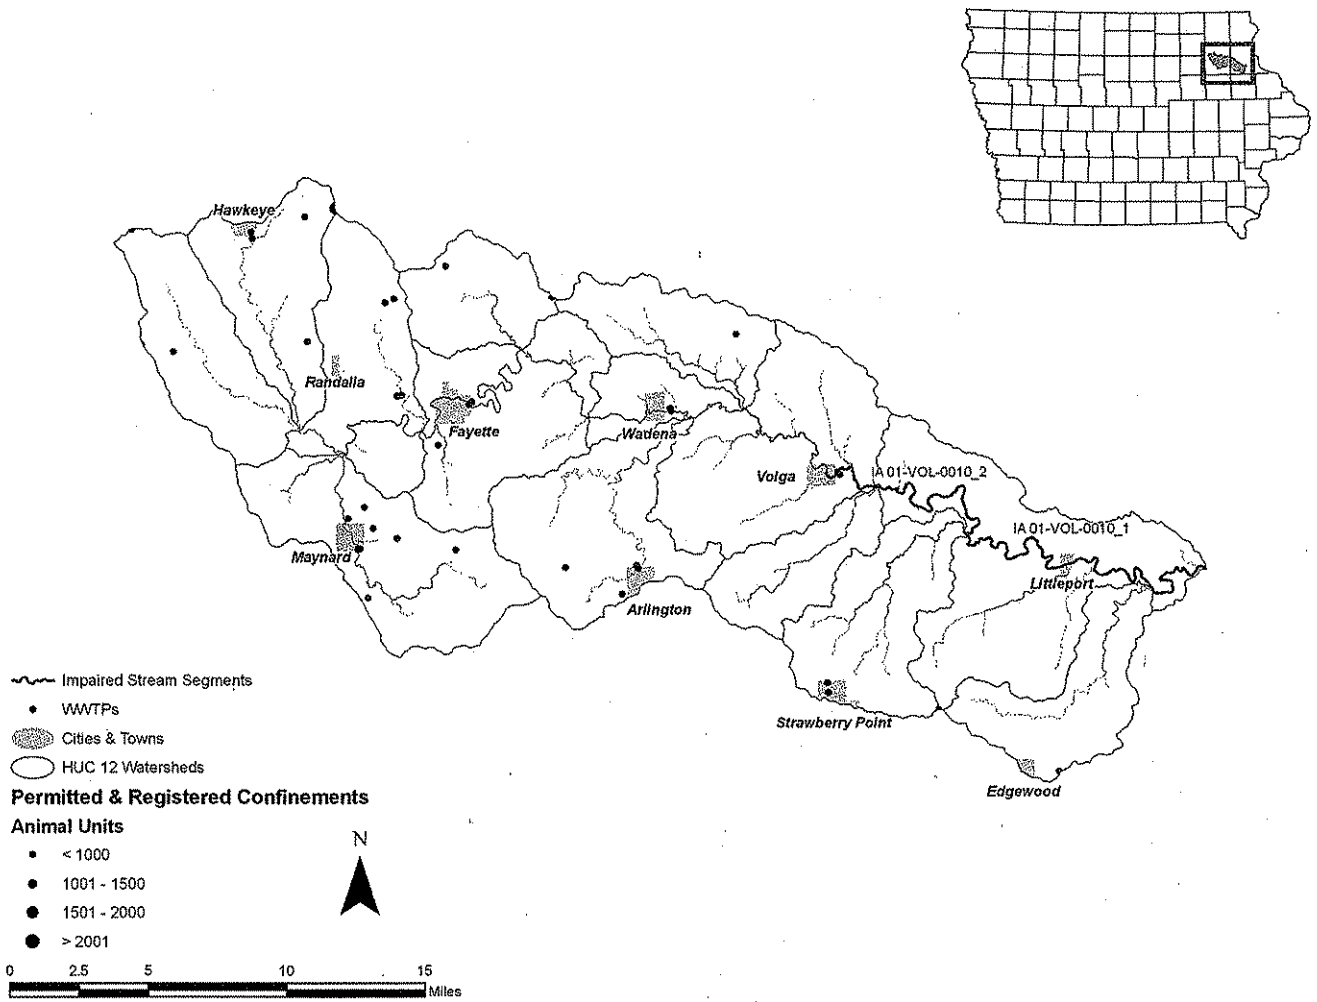 Hawkeye
Randalia
Fayette
Wadena
Volga
IA 01-VOL-0010_2
IA 01-VOL-0010_1
Maynard
Littleport
Arlington
Strawberry Point
Edgewood
Impaired Stream Segments
WWTPs
Cities & Towns
HUC 12 Watersheds
Permitted & Registered Confinements
Animal Units
< 1000
1001 - 1500
1501 - 2000
> 2001
N
0 2.5 5 10 15
Miles